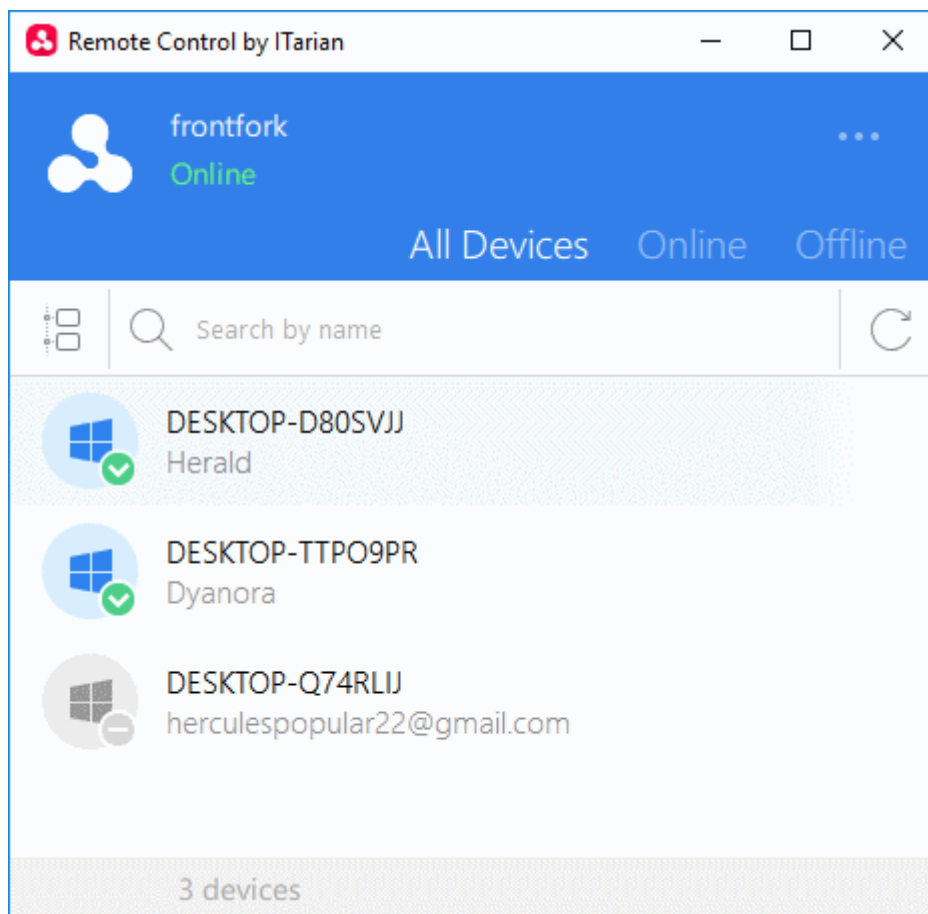 Remote Control by ITarian
frontfork
Online
All Devices Online Offline
Search by name
DESKTOP-D80SVJJ
Herald
DESKTOP-TTPO9PR
Dyanora
DESKTOP-Q74RLIJ
herculespopular22@gmail.com
3 devices